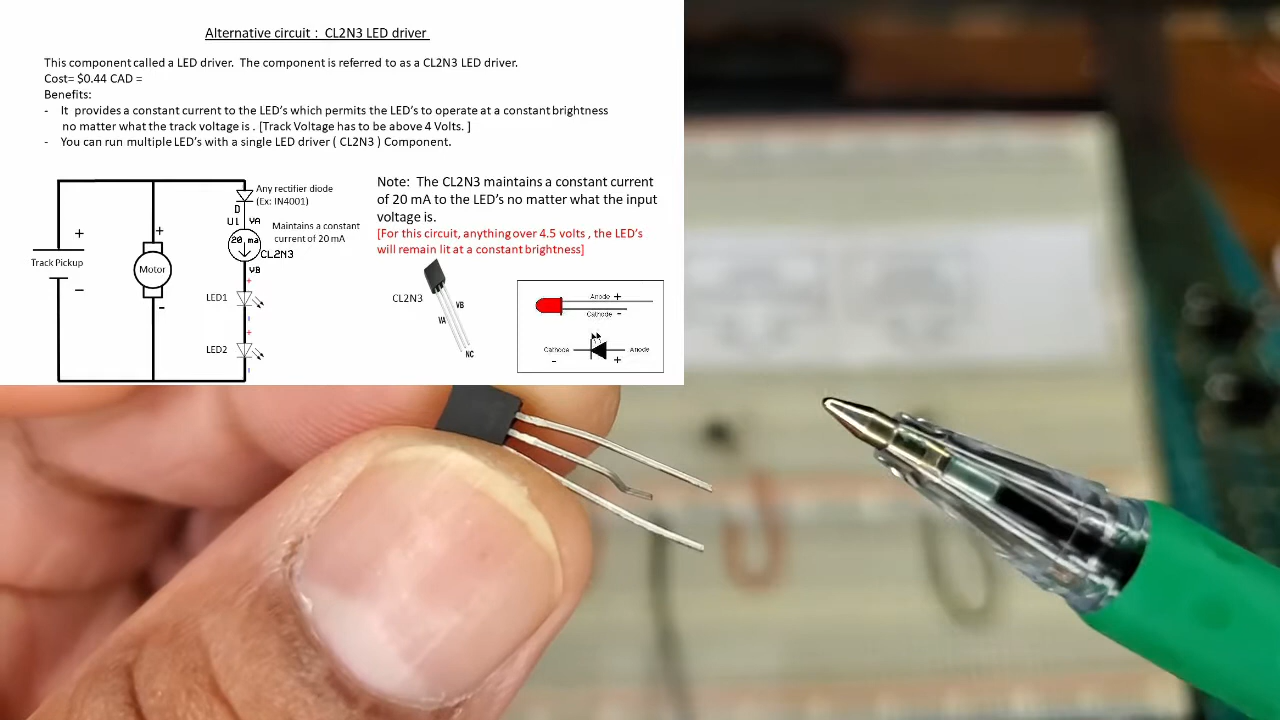 Alternative circuit :  CL2N3 LED driver
This component called a LED driver.  The component is referred to as a CL2N3 LED driver.
Cost= $0.44 CAD =
Benefits:
- It provides a constant current to the LED's which permits the LED's to operate at a constant brightness
no matter what the track voltage is . [Track Voltage has to be above 4 Volts. ]
- You can run multiple LED's with a single LED driver ( CL2N3 ) Component.
Note:  The CL2N3 maintains a constant current
of 20 mA to the LED's no matter what the input
voltage is.
[For this circuit, anything over 4.5 volts , the LED's
will remain lit at a constant brightness]
Any rectifier diode
(Ex: IN4001)
D
U1 VA
Maintains a constant
current of 20 mA
+
+
20 ma
CL2N3
Track Pickup
Motor
VB
+
-
-
LED1
+
LED2
CL2N3
VB
VA
NC
Anode +
Cathode -
Cathode
Anode
-
+